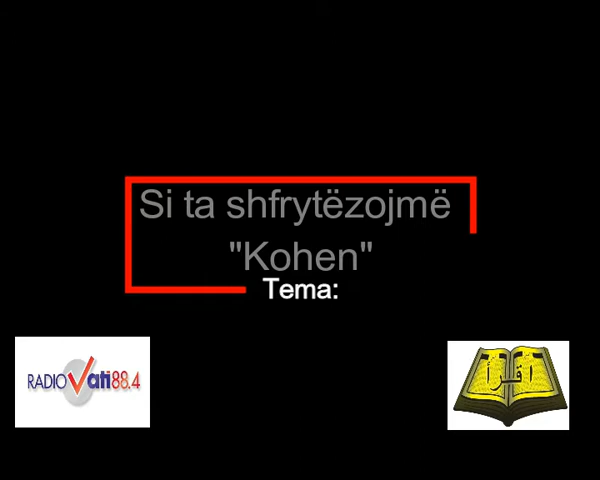 Si ta shfrytëzojmë
"Kohen"
Tema:
RADIO Vati 88.4
اقرأ